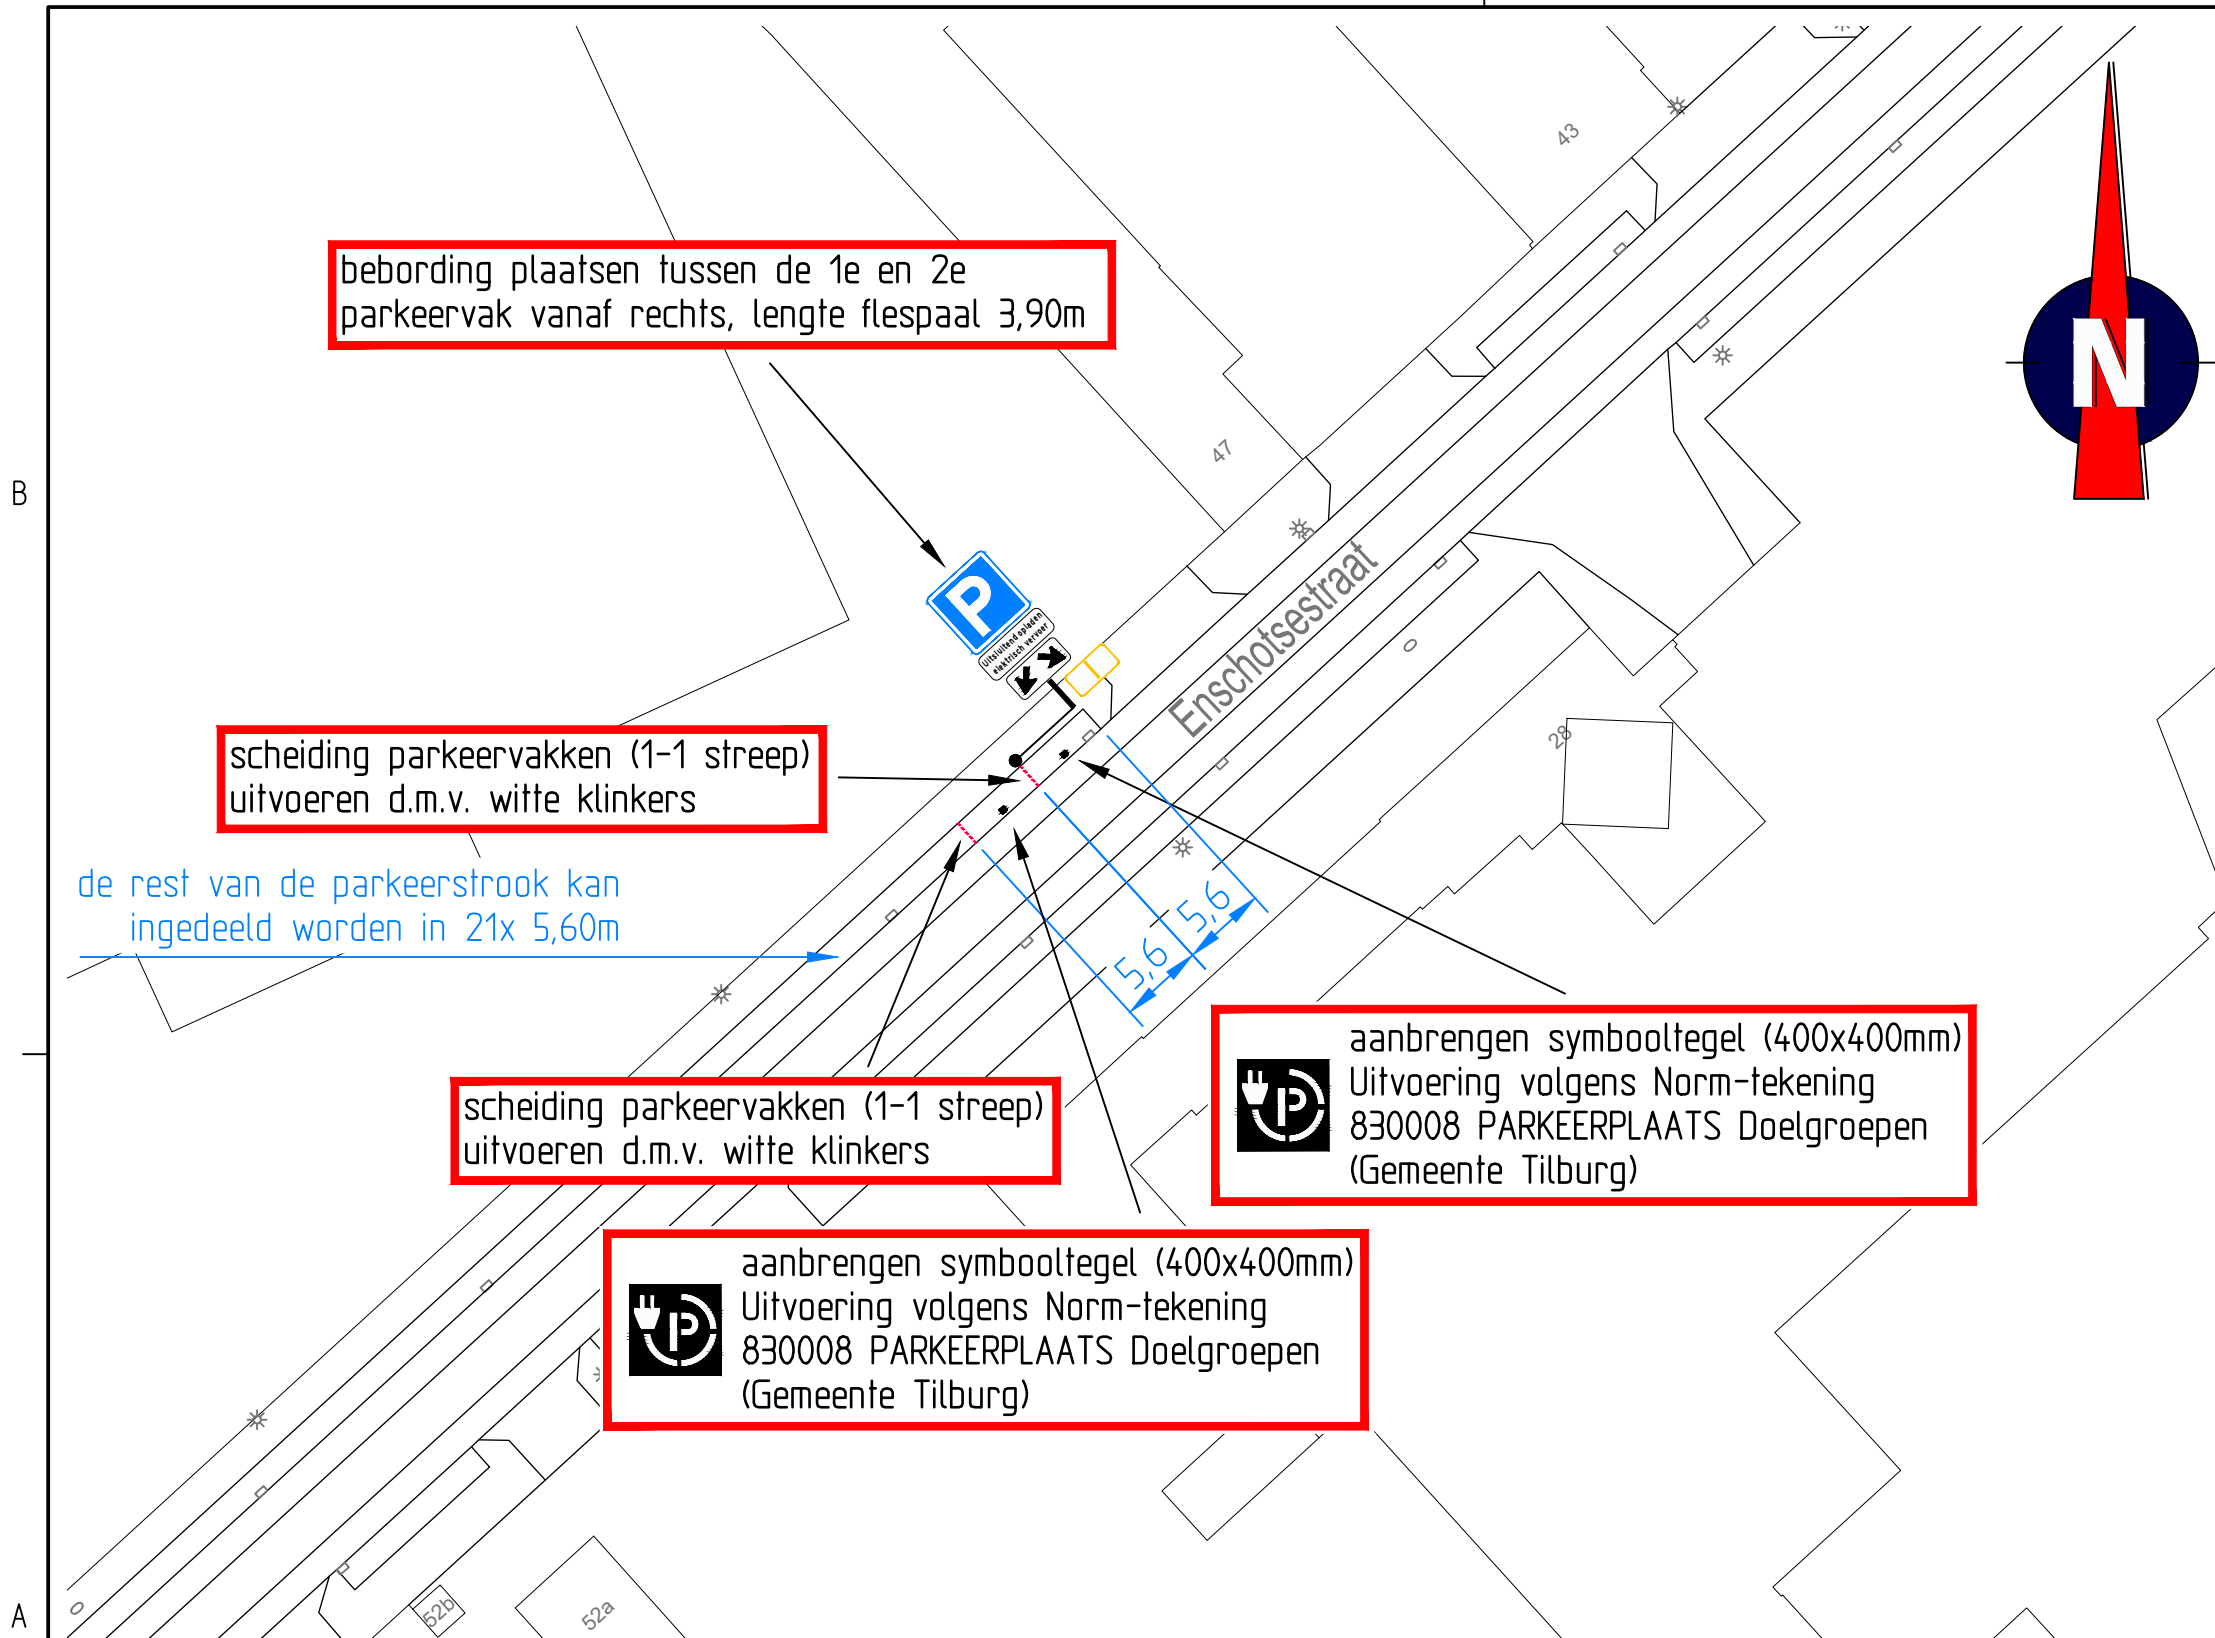 43
N
bebording plaatsen tussen de 1e en 2e
parkeervak vanaf rechts, lengte flespaal 3,90m
47
B
P
Uitsluitend opladen
elektrisch vervoer
Enschotsestraat
28
scheiding parkeervakken (1-1 streep)
uitvoeren d.m.v. witte klinkers
de rest van de parkeerstrook kan
ingedeeld worden in 21x 5,60m
5,6
5,6
aanbrengen symbooltegel (400x400mm)
Uitvoering volgens Norm-tekening
830008 PARKEERPLAATS Doelgroepen
(Gemeente Tilburg)
P
scheiding parkeervakken (1-1 streep)
uitvoeren d.m.v. witte klinkers
aanbrengen symbooltegel (400x400mm)
Uitvoering volgens Norm-tekening
830008 PARKEERPLAATS Doelgroepen
(Gemeente Tilburg)
P
52b
52a
A